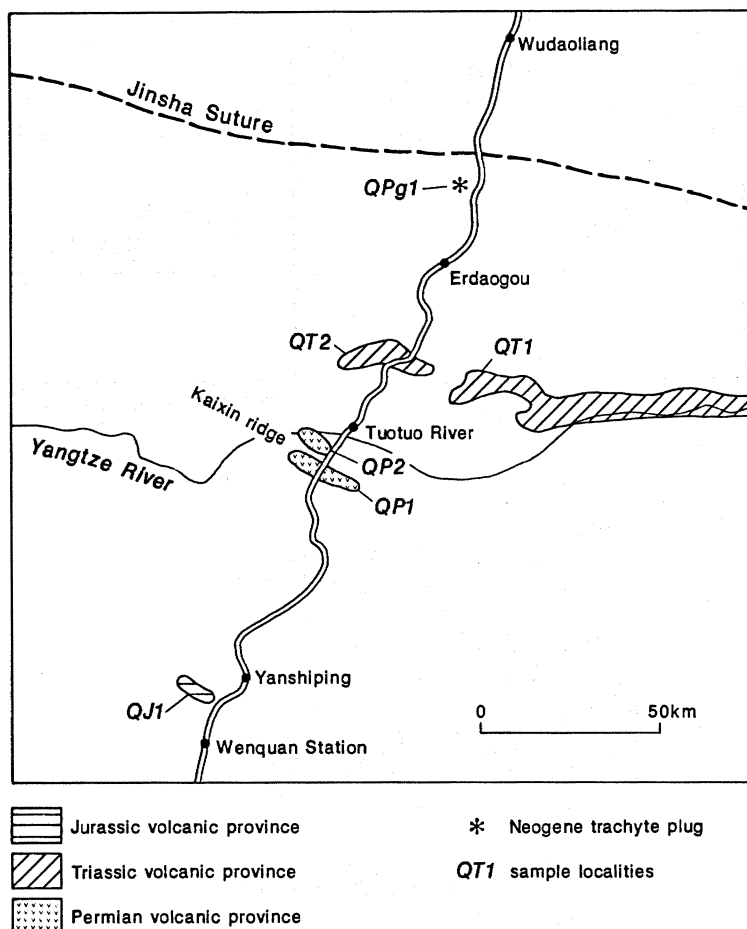 Wudaoliang
Jinsha Suture
QPg1
Erdaogou
QT2
QT1
Kaixin ridge
Tuotuo River
Yangtze River
QP2
QP1
Yanshiping
QJ1
0 50km
Wenquan Station
Jurassic volcanic province
* Neogene trachyte plug
Triassic volcanic province
QT1 sample localities
Permian volcanic province